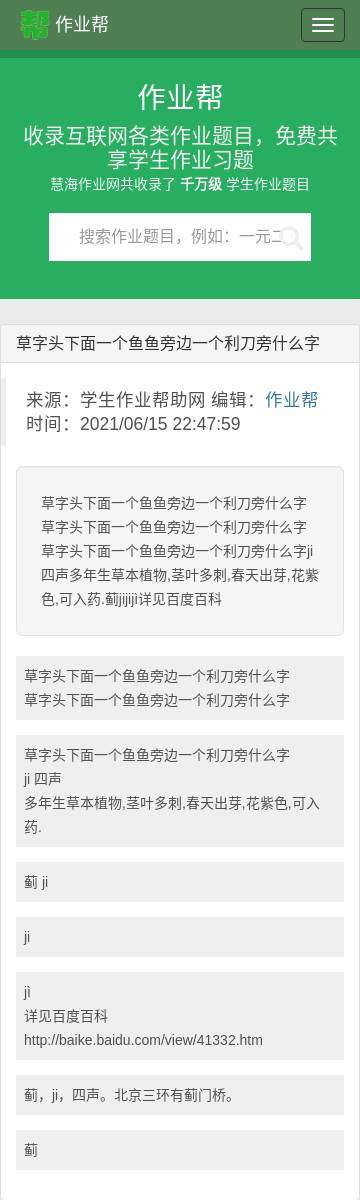 作业帮
作业帮
收录互联网各类作业题目，免费共
享学生作业习题
慧海作业网共收录了 千万级 学生作业题目
搜索作业题目，例如：一元二
草字头下面一个鱼鱼旁边一个利刀旁什么字
来源：学生作业帮助网 编辑：作业帮
时间：2021/06/15 22:47:59
草字头下面一个鱼鱼旁边一个利刀旁什么字
草字头下面一个鱼鱼旁边一个利刀旁什么字
草字头下面一个鱼鱼旁边一个利刀旁什么字ji
四声多年生草本植物,茎叶多刺,春天出芽,花紫
色,可入药.蓟jijijì详见百度百科
草字头下面一个鱼鱼旁边一个利刀旁什么字
草字头下面一个鱼鱼旁边一个利刀旁什么字
草字头下面一个鱼鱼旁边一个利刀旁什么字
ji 四声
多年生草本植物,茎叶多刺,春天出芽,花紫色,可入
药.
蓟 ji
ji
jì
详见百度百科
http://baike.baidu.com/view/41332.htm
蓟，ji，四声。北京三环有蓟门桥。
蓟